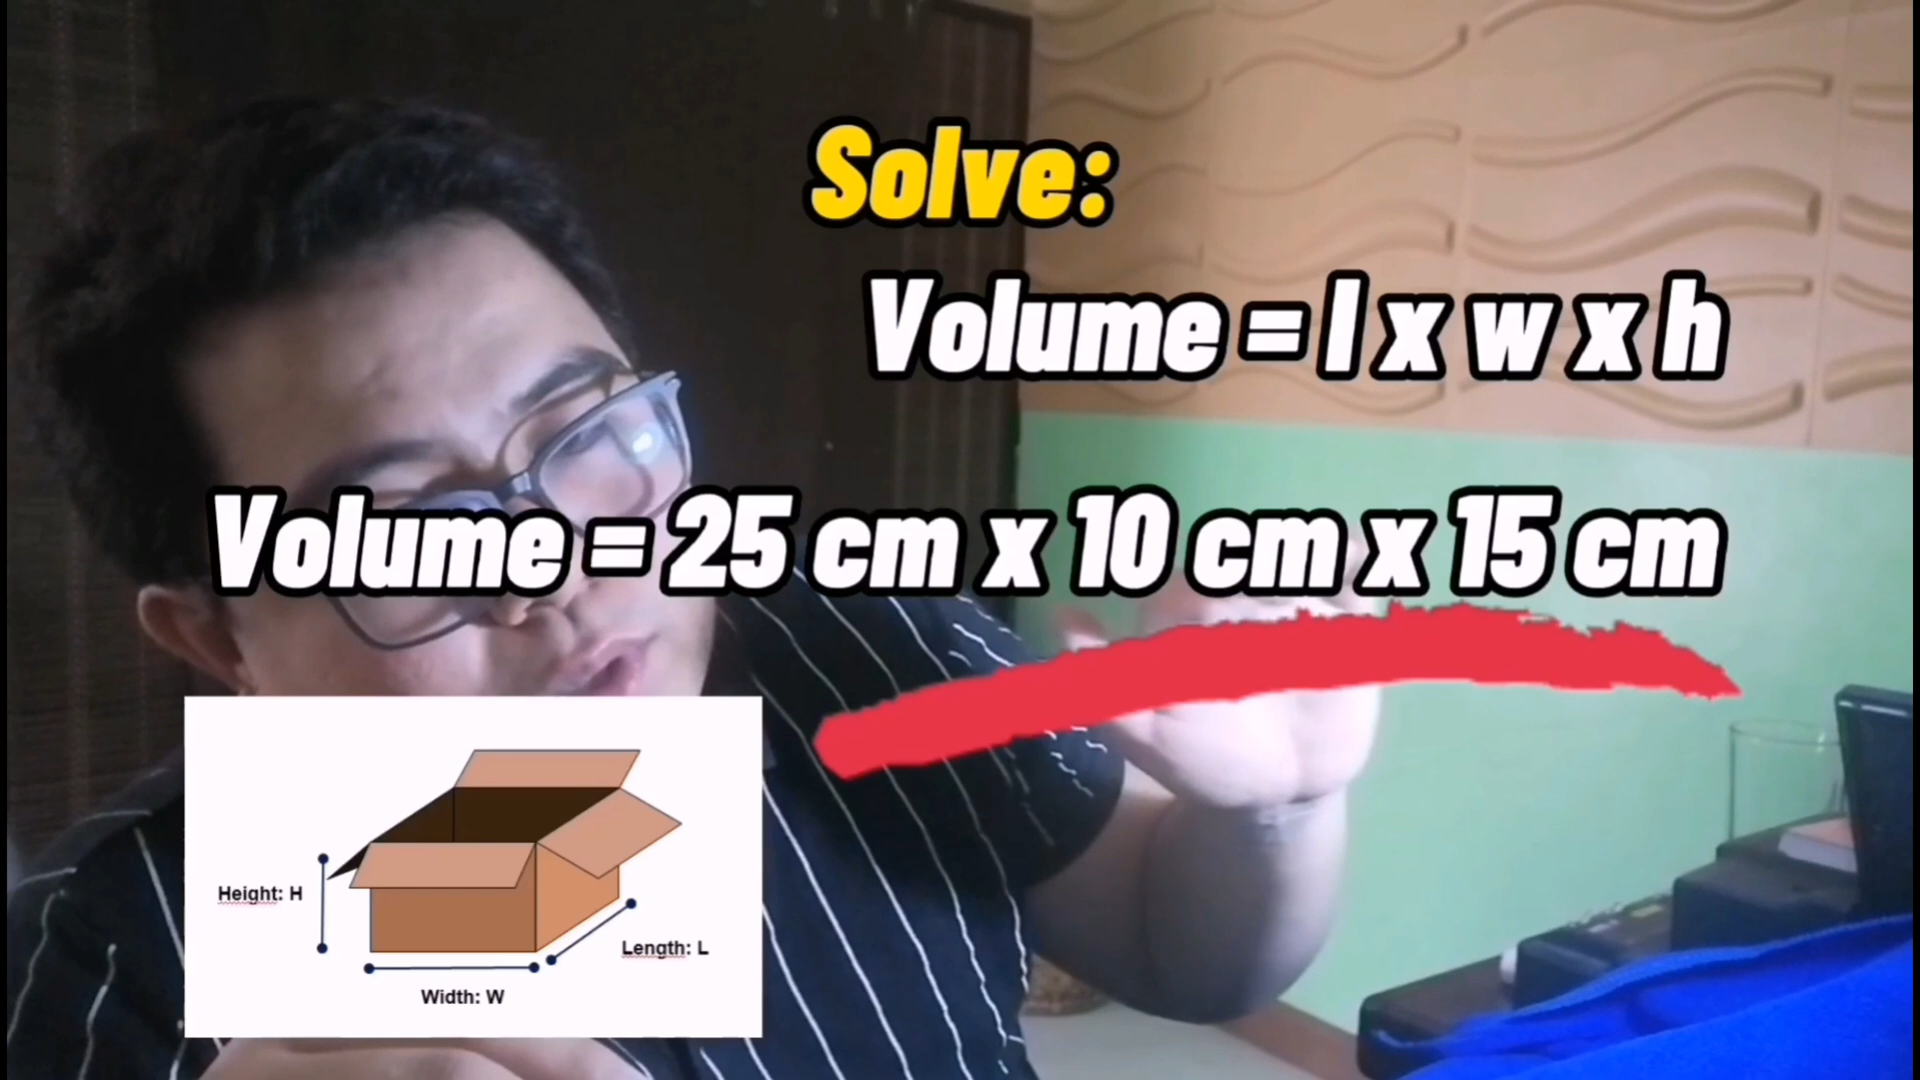 Solve:
Volume = l x w x h
Volume = 25 cm x 10 cm x 15 cm
Height: H
Length: L
Width: W